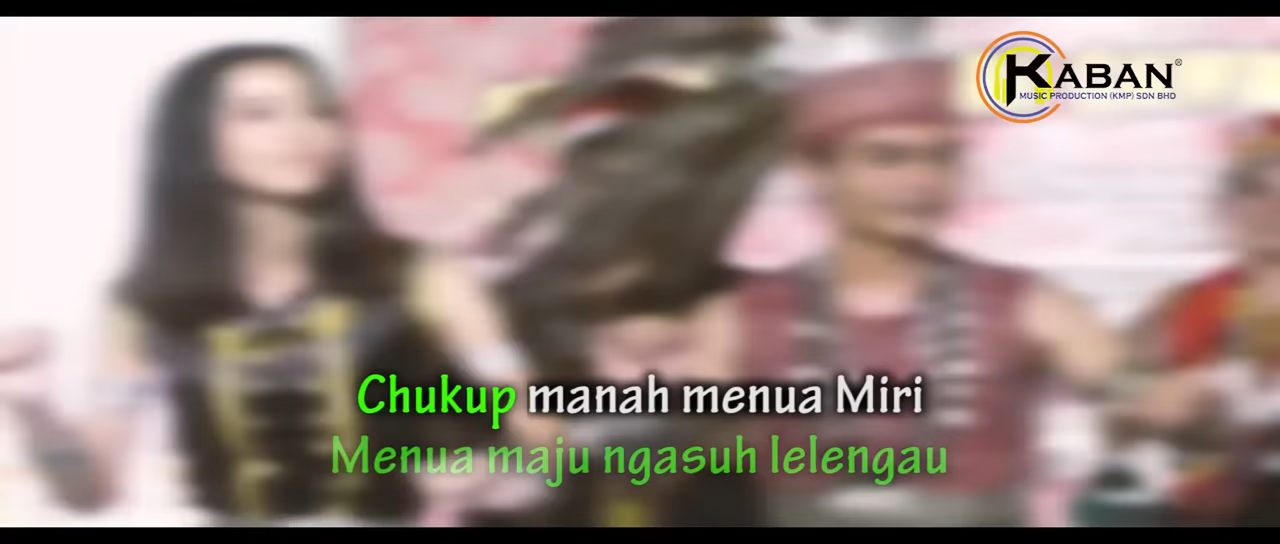 KABAN®
MUSIC PRODUCTION (KMP) SDN BHD
Chukup manah menua Miri
Menua maju ngasuh lelengau